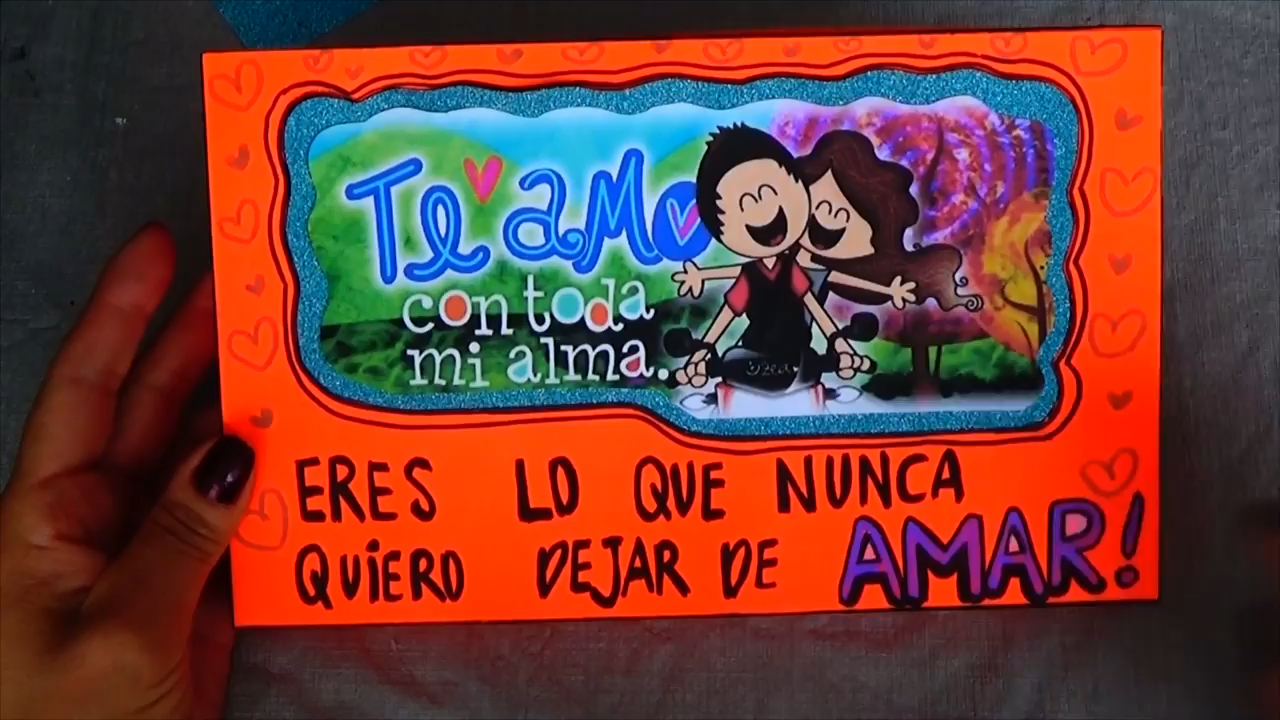 Te amo
con toda
mi alma.
ERES LO QUE NUNCA
QUIERO DEJAR DE AMAR!